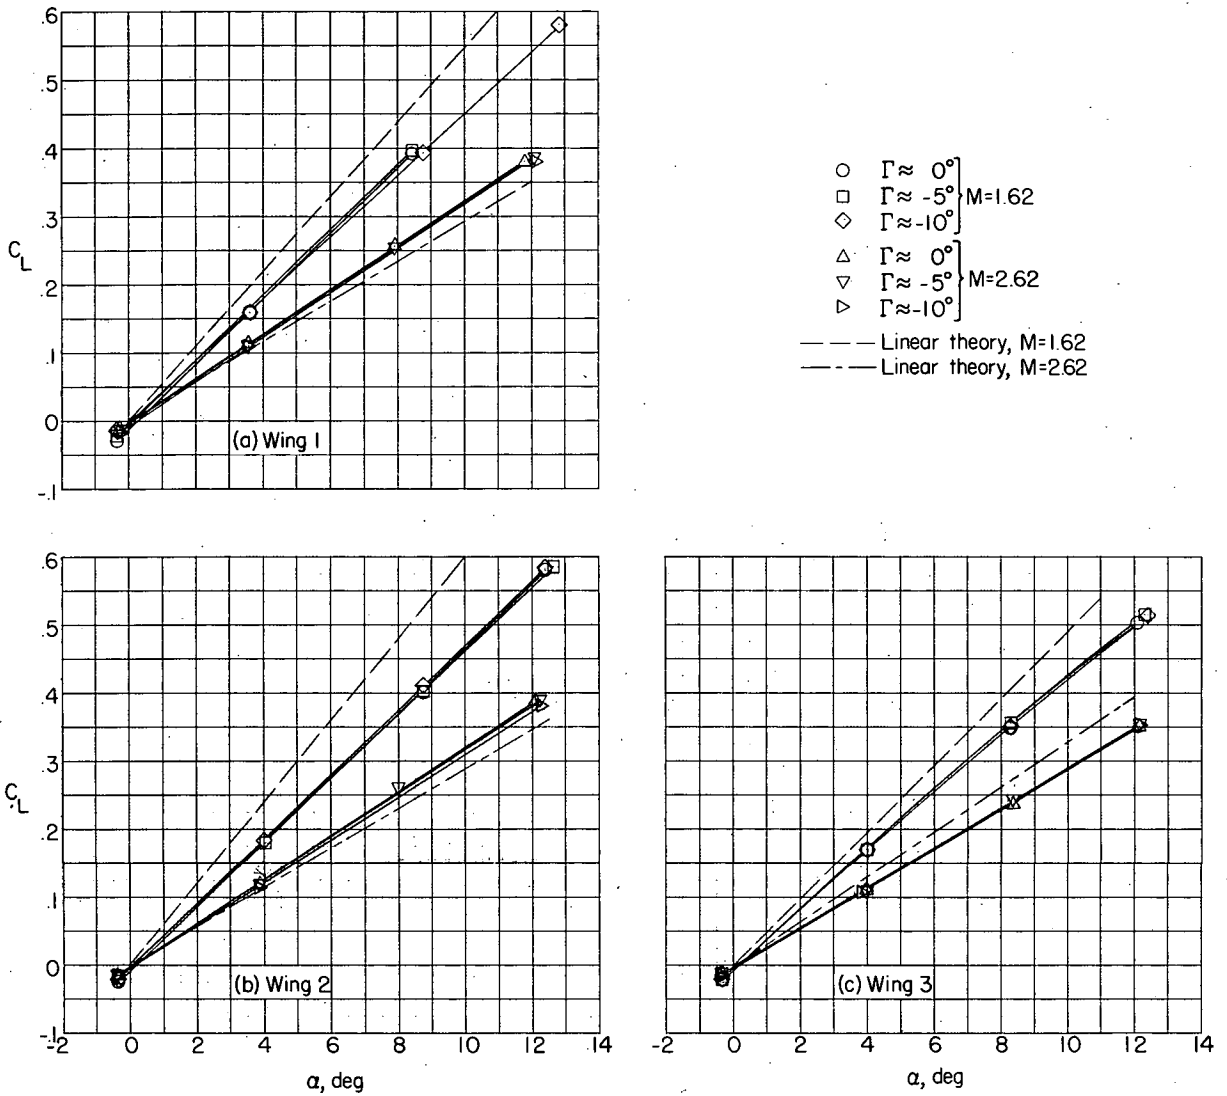 .6
.5
.4
.3
.2
.1
0
-.1
C_L
(a) Wing 1
○ Γ ≈ 0°
□ Γ ≈ -5° M=1.62
◇ Γ ≈ -10°
△ Γ ≈ 0°
▽ Γ ≈ -5° M=2.62
▷ Γ ≈ -10°
Linear theory, M=1.62
Linear theory, M=2.62
.6
.5
.4
.3
.2
.1
0
-.1
C_L
(b) Wing 2
-2 0 2 4 6 8 10 12 14
α, deg
(c) Wing 3
-2 0 2 4 6 8 10 12 14
α, deg